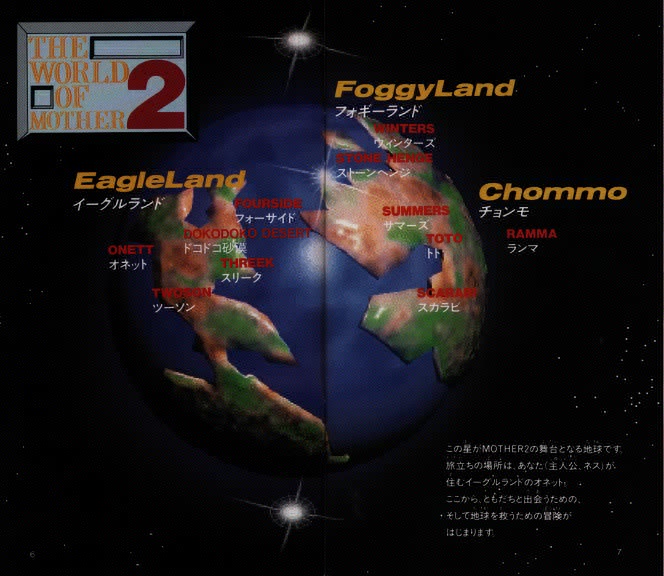 THE
WORLD
OF
MOTHER
2
FoggyLand
フォギーランド
WINTERS
ウィンターズ
STONE HENGE
ストーンヘンジ
EagleLand
イーグルランド
Chommo
チョンモ
FOURSIDE
フォーサイド
SUMMERS
サマーズ
DOKODOKO DESERT
ドコドコ砂漠
TOTO
トト
RAMMA
ランマ
ONETT
オネット
THREEK
スリーク
TWOSON
ツーソン
SCARABI
スカラビ
この星がMOTHER2の舞台となる地球です。
旅立ちの場所は、あなた(主人公、ネス)が、
住むイーグルランドのオネット。
ここから、ともだちと出会うための、
そして地球を救うための冒険が
はじまります。
6
7